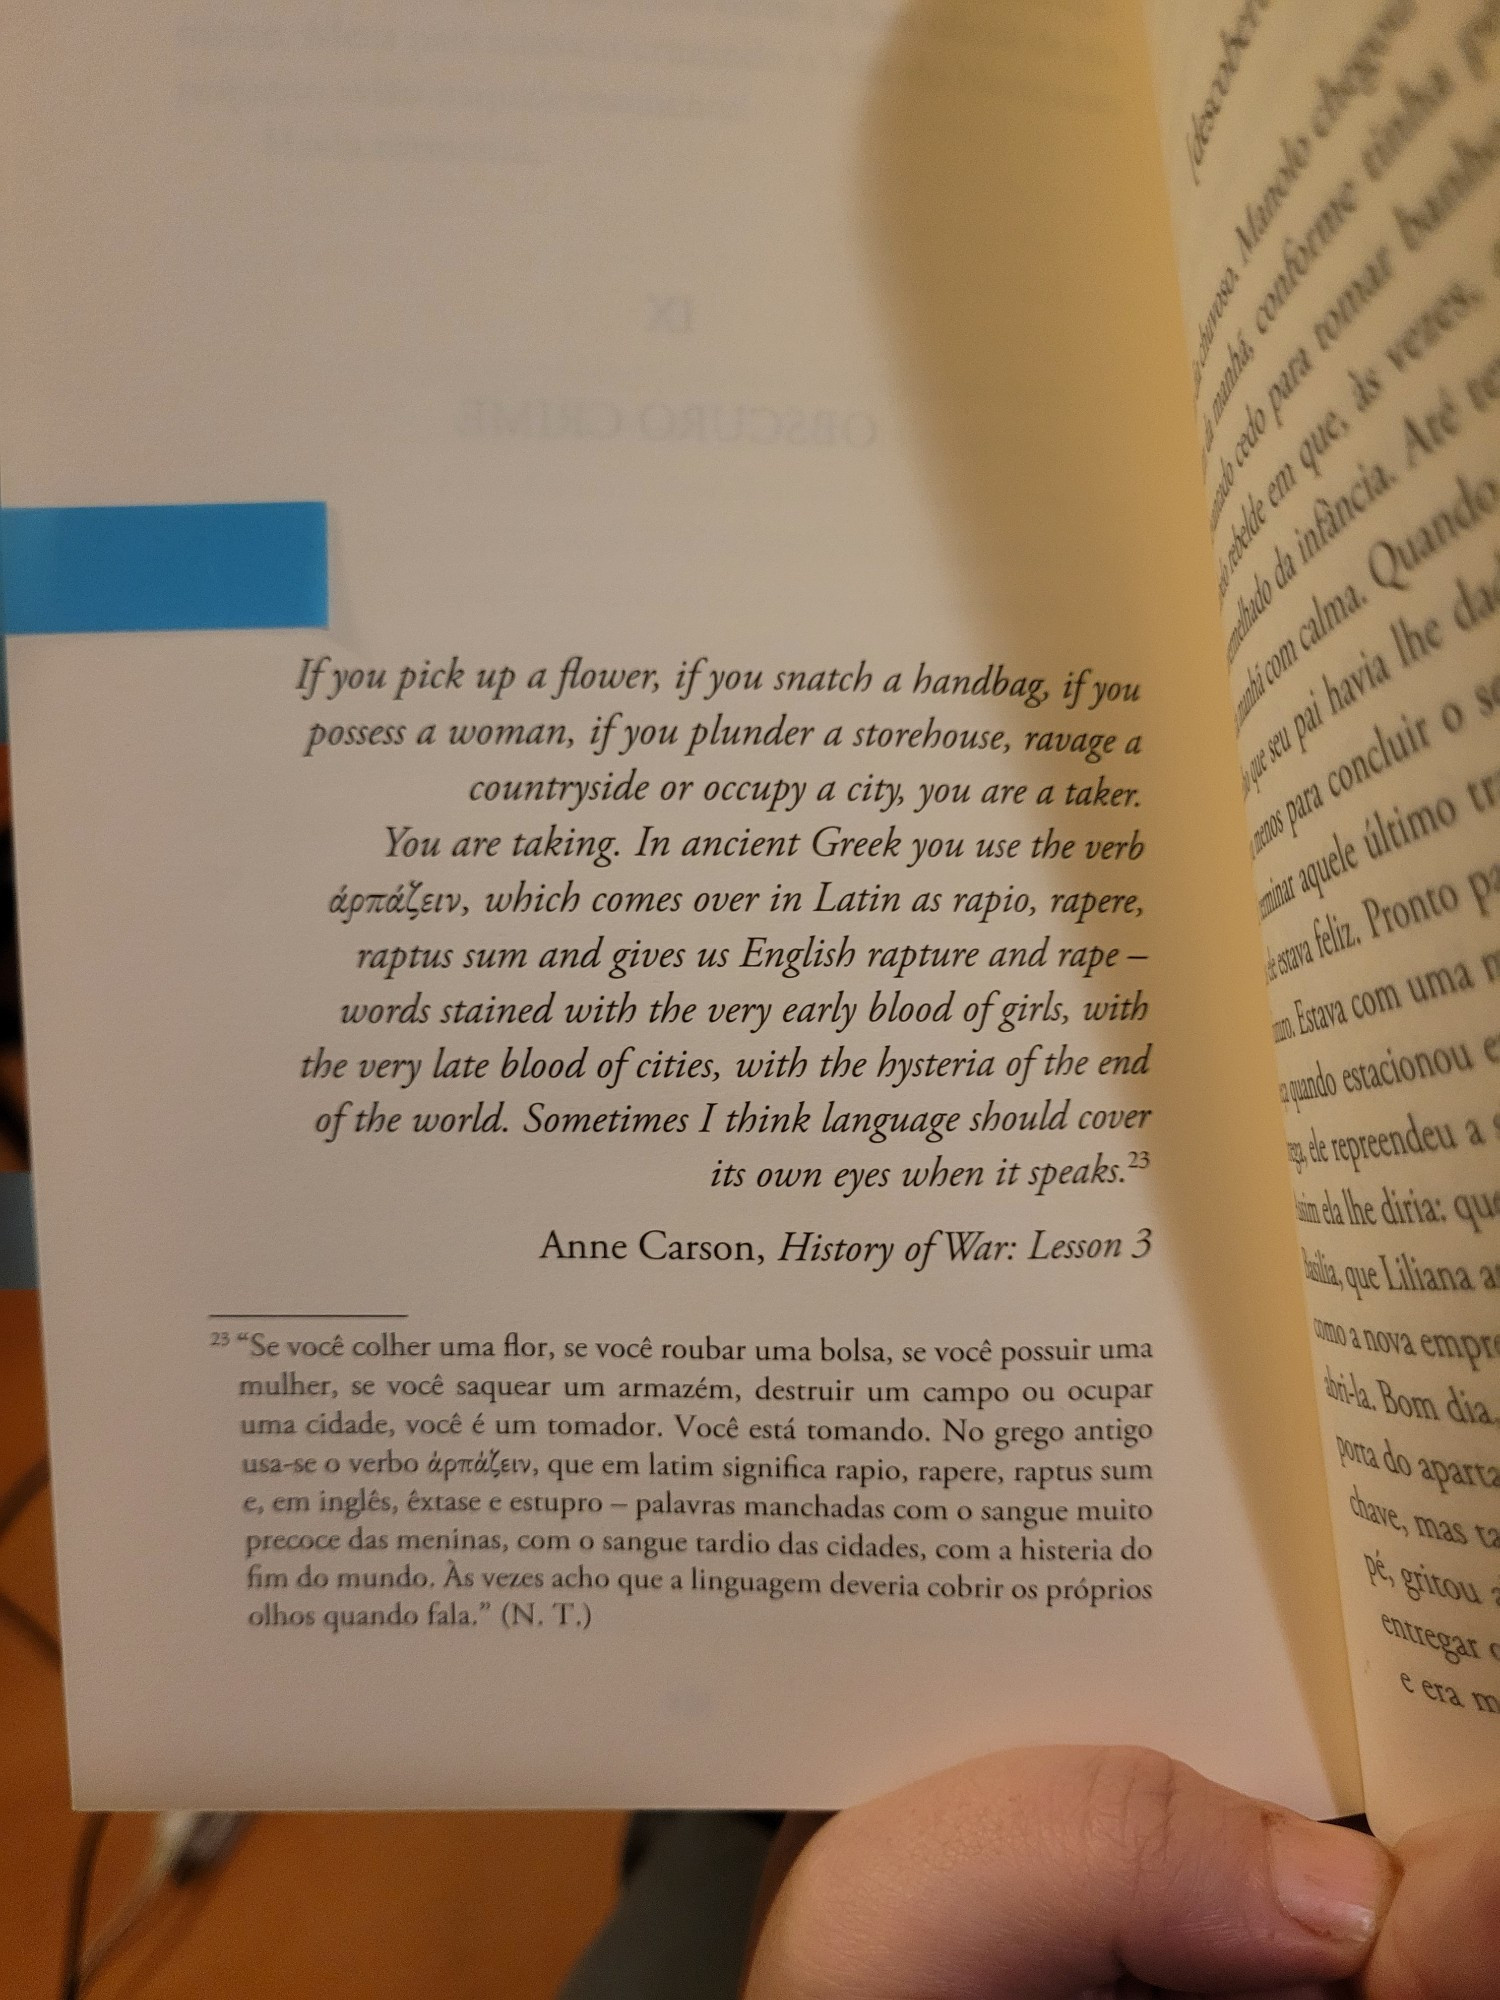 If you pick up a flower, if you snatch a handbag, if you
possess a woman, if you plunder a storehouse, ravage a
countryside or occupy a city, you are a taker.
You are taking. In ancient Greek you use the verb
ἁρπάζειν, which comes over in Latin as rapio, rapere,
raptus sum and gives us English rapture and rape –
words stained with the very early blood of girls, with
the very late blood of cities, with the hysteria of the end
of the world. Sometimes I think language should cover
its own eyes when it speaks.²³
Anne Carson, History of War: Lesson 3
²³ “Se você colher uma flor, se você roubar uma bolsa, se você possuir uma
mulher, se você saquear um armazém, destruir um campo ou ocupar
uma cidade, você é um tomador. Você está tomando. No grego antigo
usa-se o verbo ἁρπάζειν, que em latim significa rapio, rapere, raptus sum
e, em inglês, êxtase e estupro – palavras manchadas com o sangue muito
precoce das meninas, com o sangue tardio das cidades, com a histeria do
fim do mundo. Às vezes acho que a linguagem deveria cobrir os próprios
olhos quando fala.” (N. T.)
chuvoso. Manolo chegou
da manhã, conforme tinha
cedo para tomar banho
rebelde em que, às vezes,
da infância. Até
manhã com calma. Quando
que seu pai havia lhe
menos para concluir o
aquele último
estava feliz. Pronto
Estava com uma
quando estacionou
ele repreendeu a
ela lhe diria: que
Basilia, que Liliana
como a nova
abri-la. Bom dia,
porta do
chave, mas
pé, gritou
entregar
e era